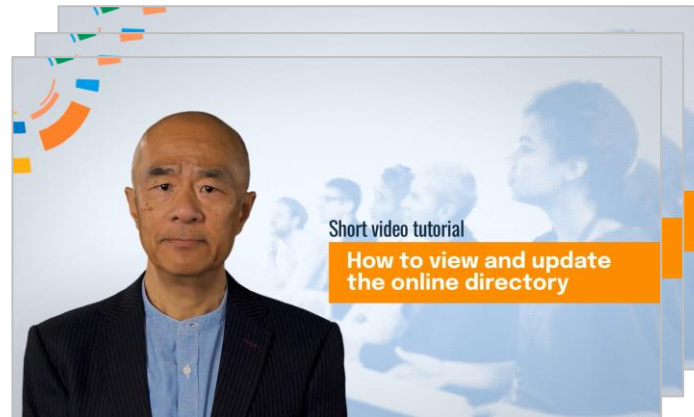 Short video tutorial
How to view and update
the online directory